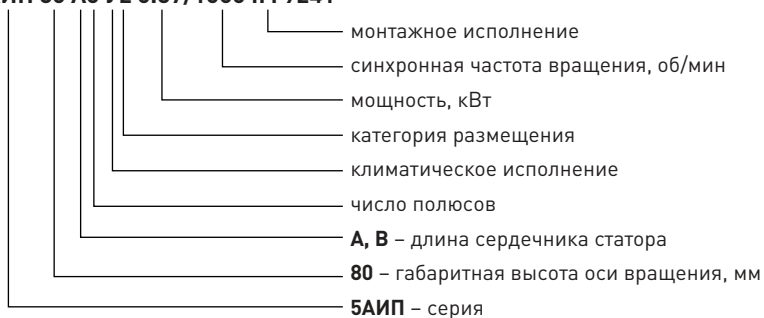 монтажное исполнение
синхронная частота вращения, об/мин
мощность, кВт
категория размещения
климатическое исполнение
число полюсов
А, В – длина сердечника статора
80 – габаритная высота оси вращения, мм
5АИП – серия